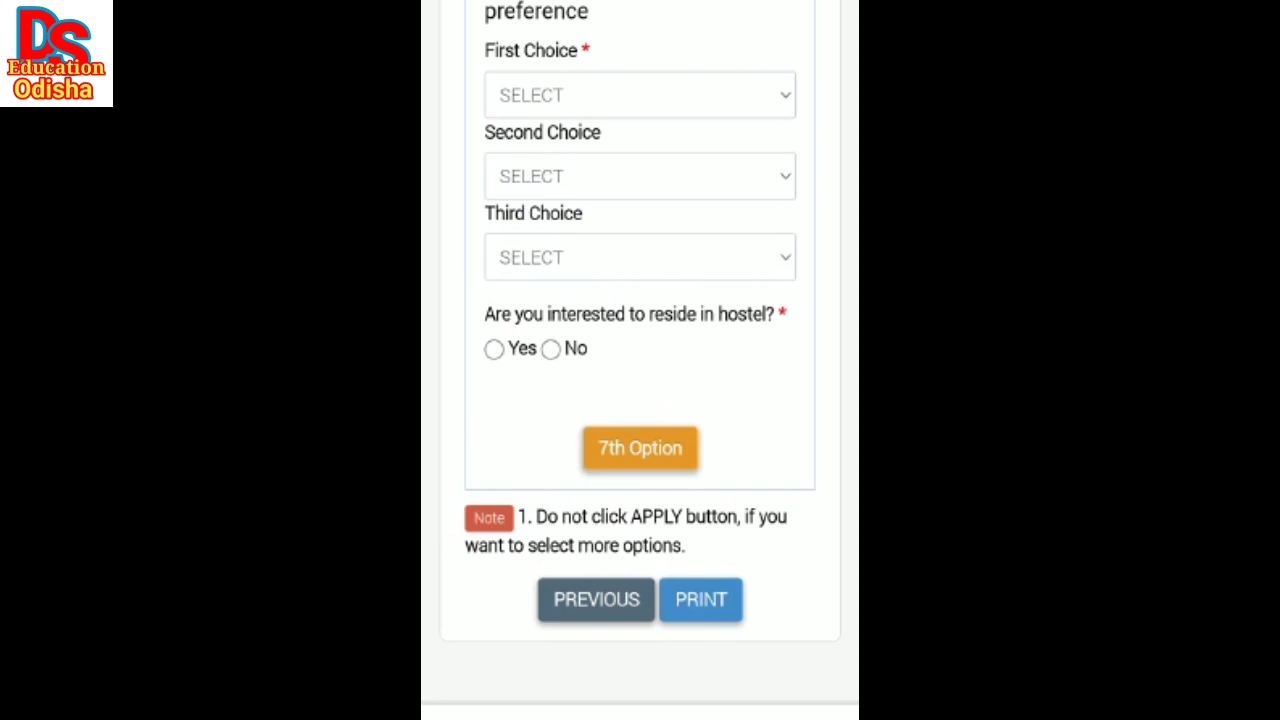 DS
Education
Odisha
preference
First Choice *
SELECT
Second Choice
SELECT
Third Choice
SELECT
Are you interested to reside in hostel? *
Yes No
7th Option
Note 1. Do not click APPLY button, if you
want to select more options.
PREVIOUS PRINT